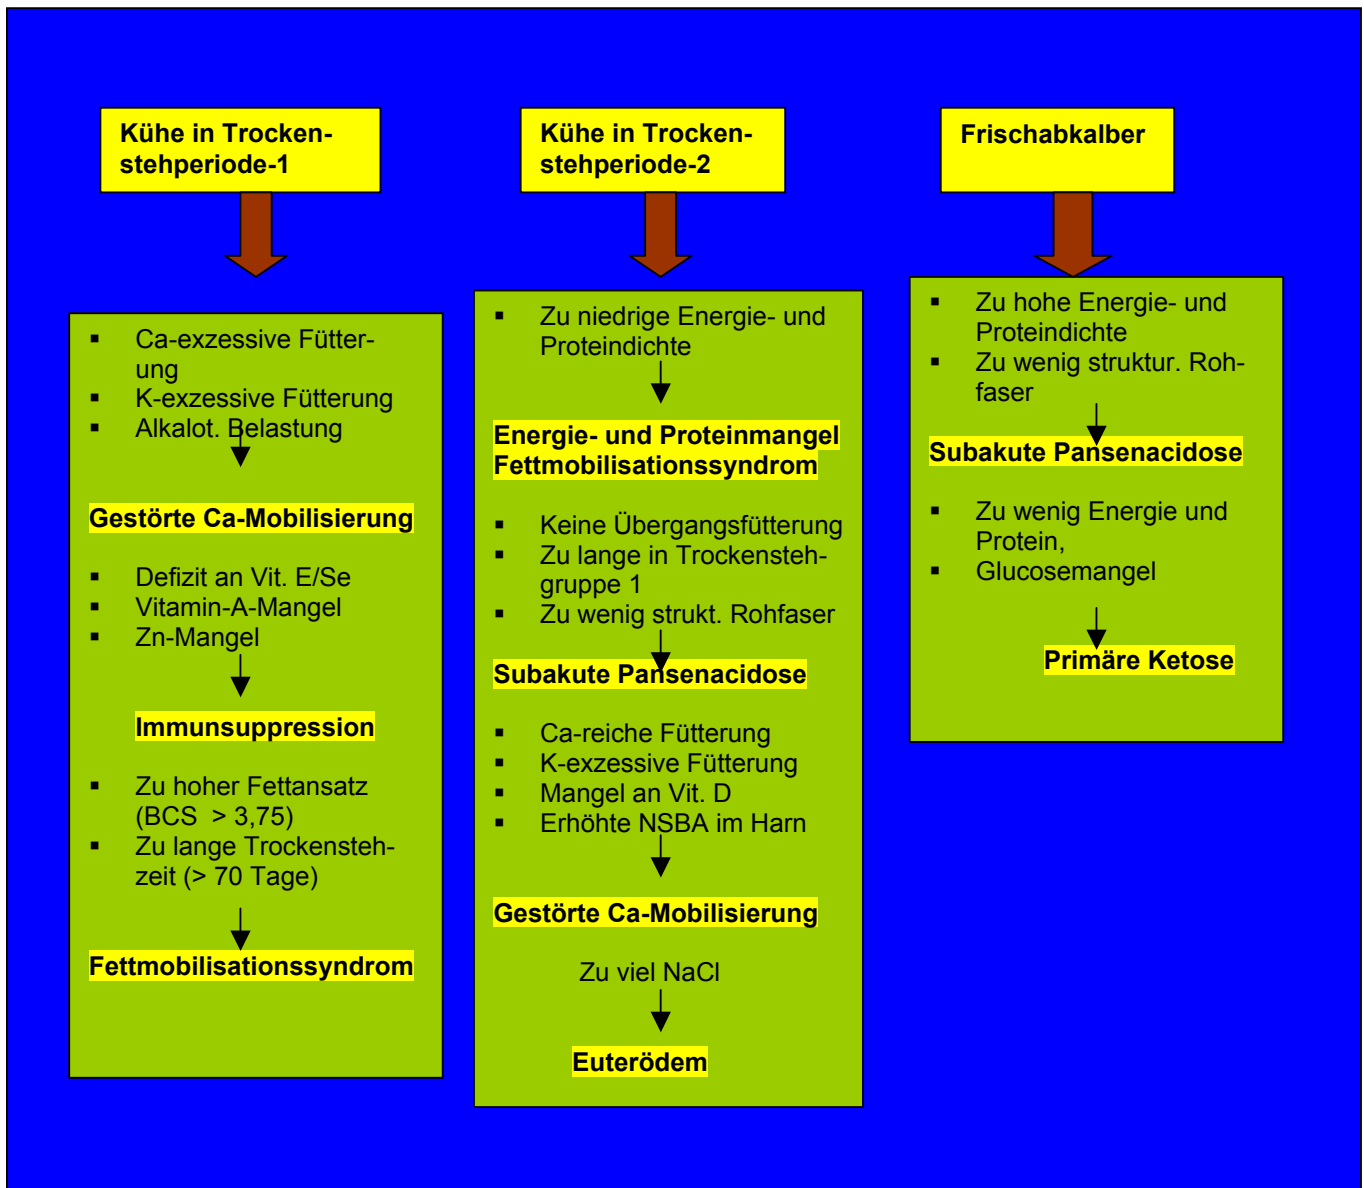 Kühe in Trocken-
stehperiode-1
Kühe in Trocken-
stehperiode-2
Frischabkalber
▪ Ca-exzessive Fütter-
ung
▪ K-exzessive Fütterung
▪ Alkalot. Belastung
Gestörte Ca-Mobilisierung
▪ Defizit an Vit. E/Se
▪ Vitamin-A-Mangel
▪ Zn-Mangel
Immunsuppression
▪ Zu hoher Fettansatz
(BCS > 3,75)
▪ Zu lange Trockensteh-
zeit (> 70 Tage)
Fettmobilisationssyndrom
▪ Zu niedrige Energie- und
Proteindichte
Energie- und Proteinmangel
Fettmobilisationssyndrom
▪ Keine Übergangsfütterung
▪ Zu lange in Trockensteh-
gruppe 1
▪ Zu wenig strukt. Rohfaser
Subakute Pansenacidose
▪ Ca-reiche Fütterung
▪ K-exzessive Fütterung
▪ Mangel an Vit. D
▪ Erhöhte NSBA im Harn
Gestörte Ca-Mobilisierung
Zu viel NaCl
Euterödem
▪ Zu hohe Energie- und
Proteindichte
▪ Zu wenig struktur. Roh-
faser
Subakute Pansenacidose
▪ Zu wenig Energie und
Protein,
▪ Glucosemangel
Primäre Ketose